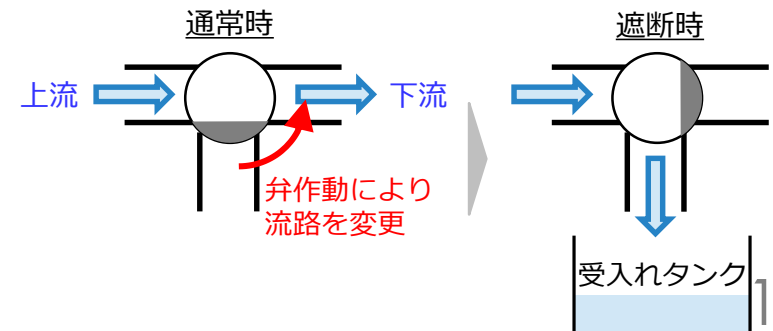 通常時
遮断時
上流
下流
弁作動により
流路を変更
受入れタンク